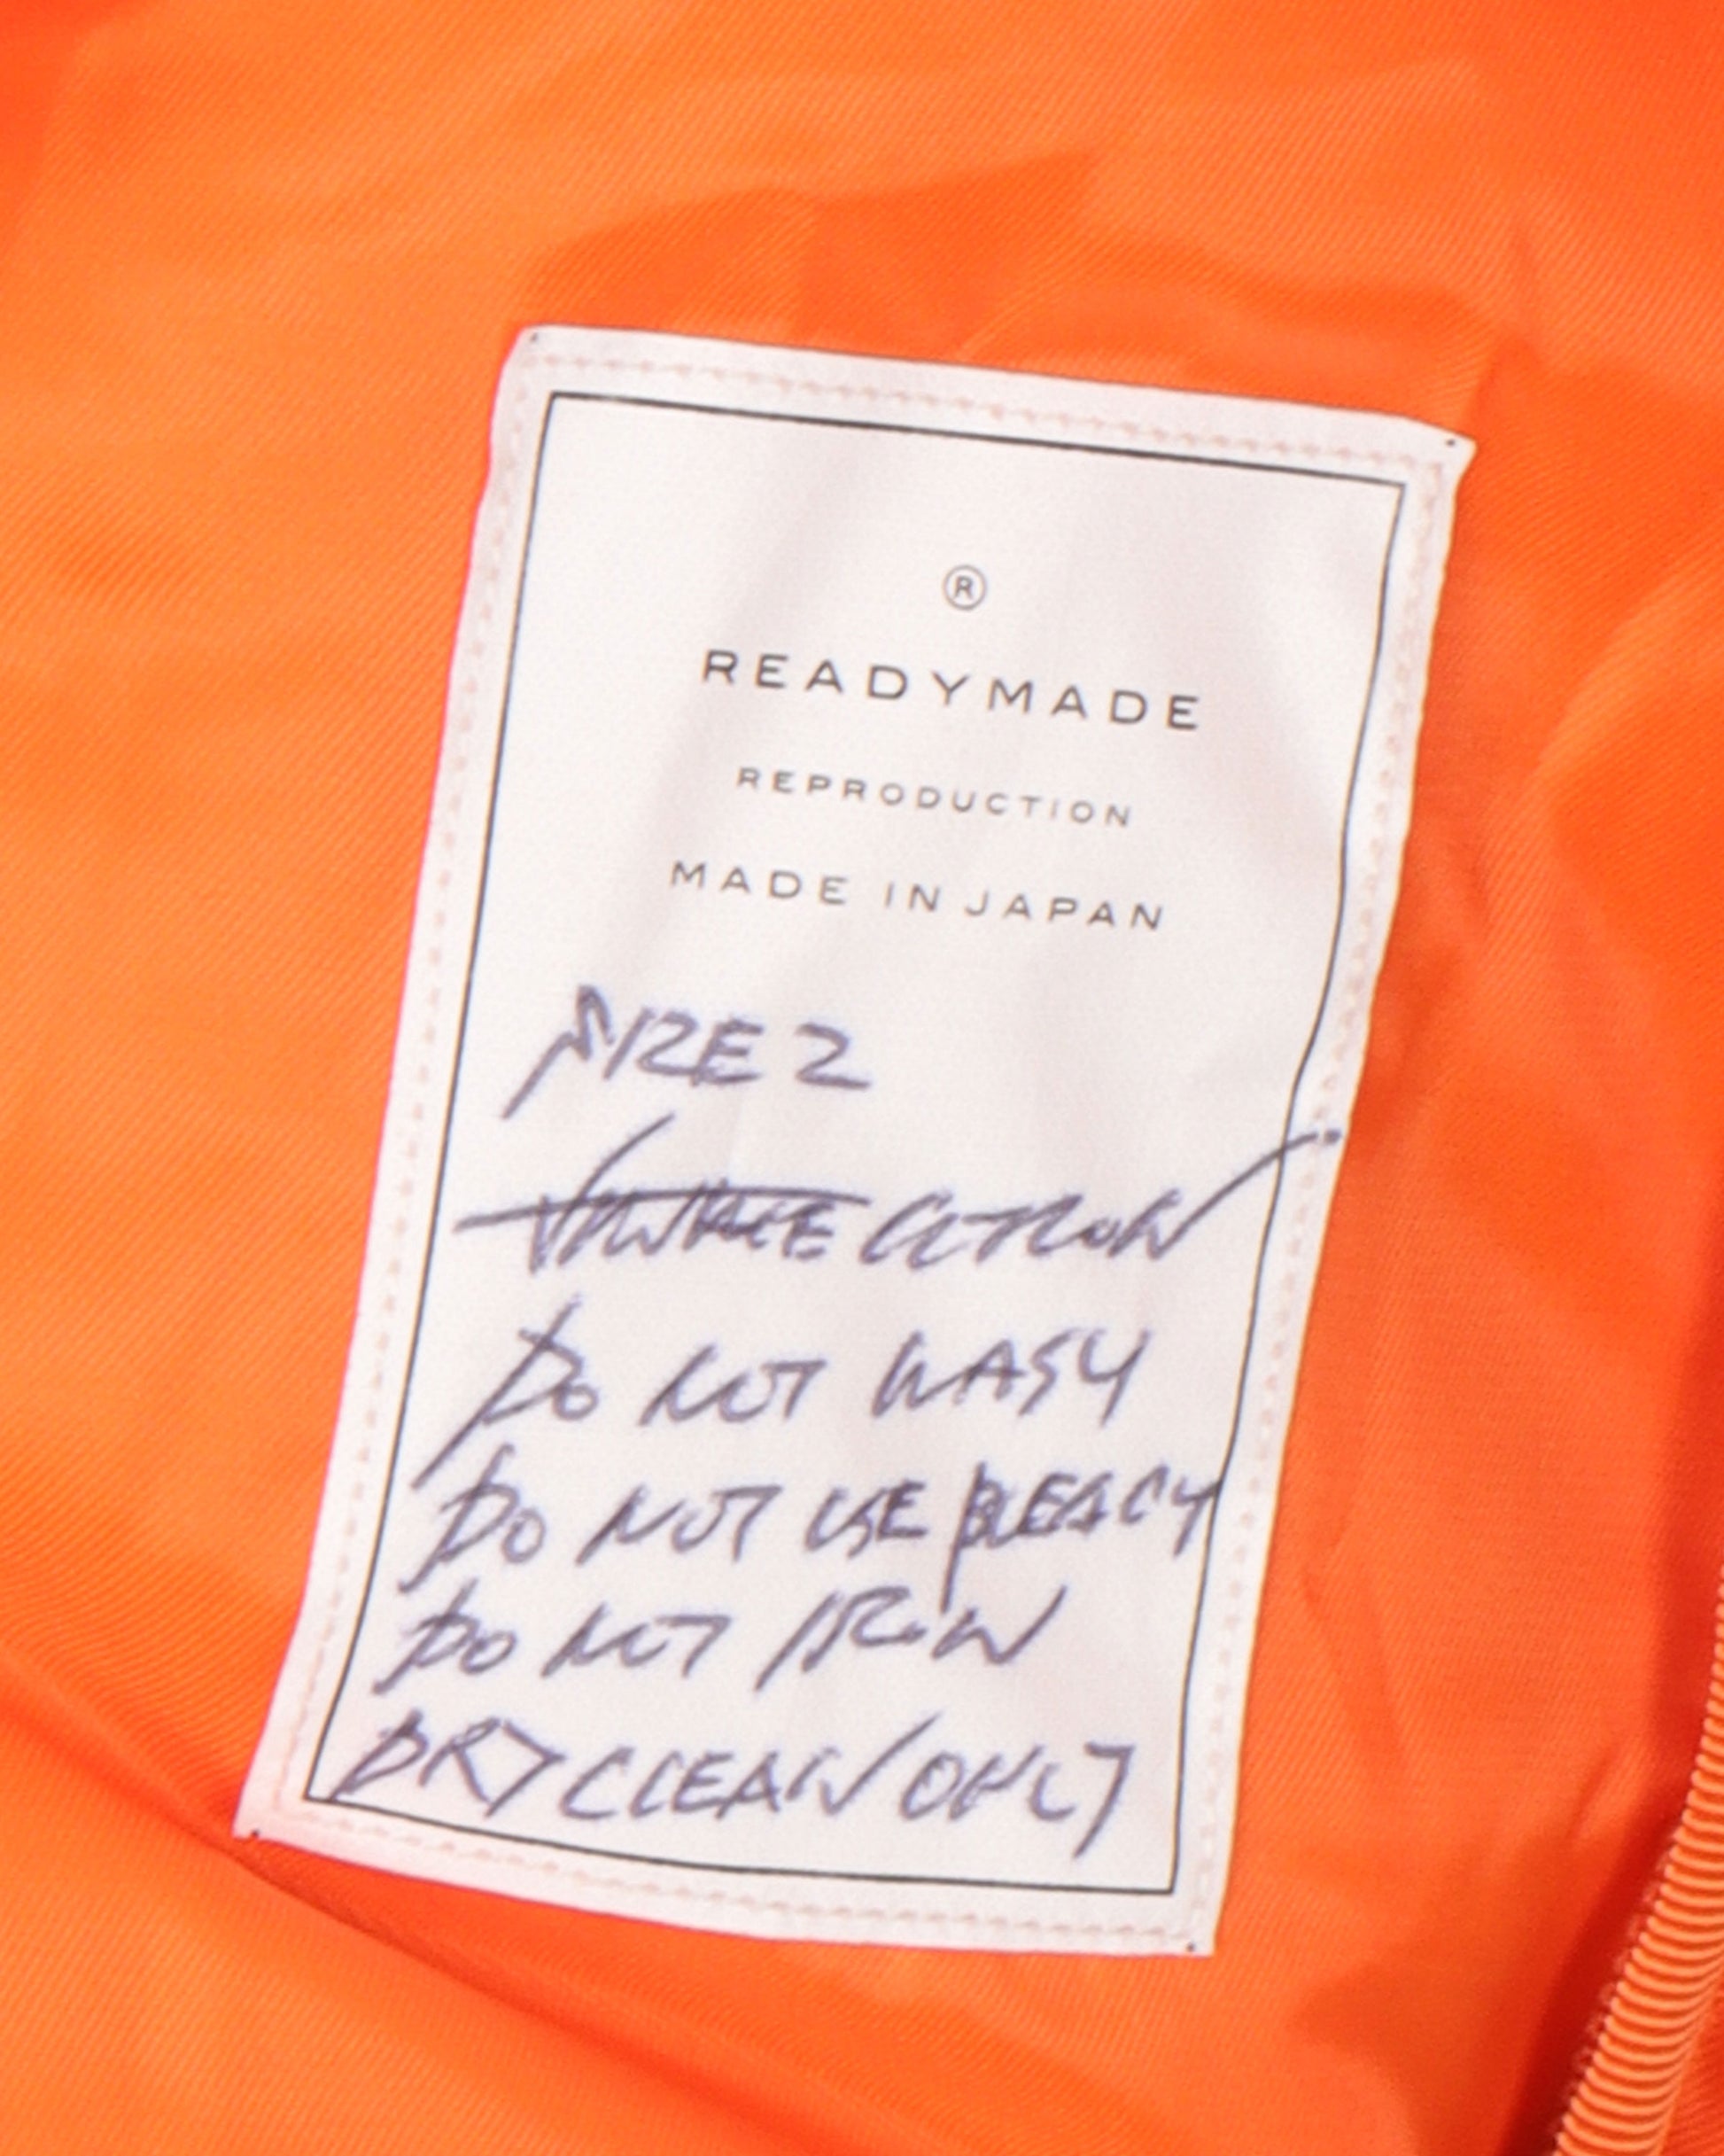 ®
READYMADE
REPRODUCTION
MADE IN JAPAN
SIZE 2
DO NOT WASH
DO NOT USE BLEACH
DO NOT IRON
DRY CLEAN ONLY